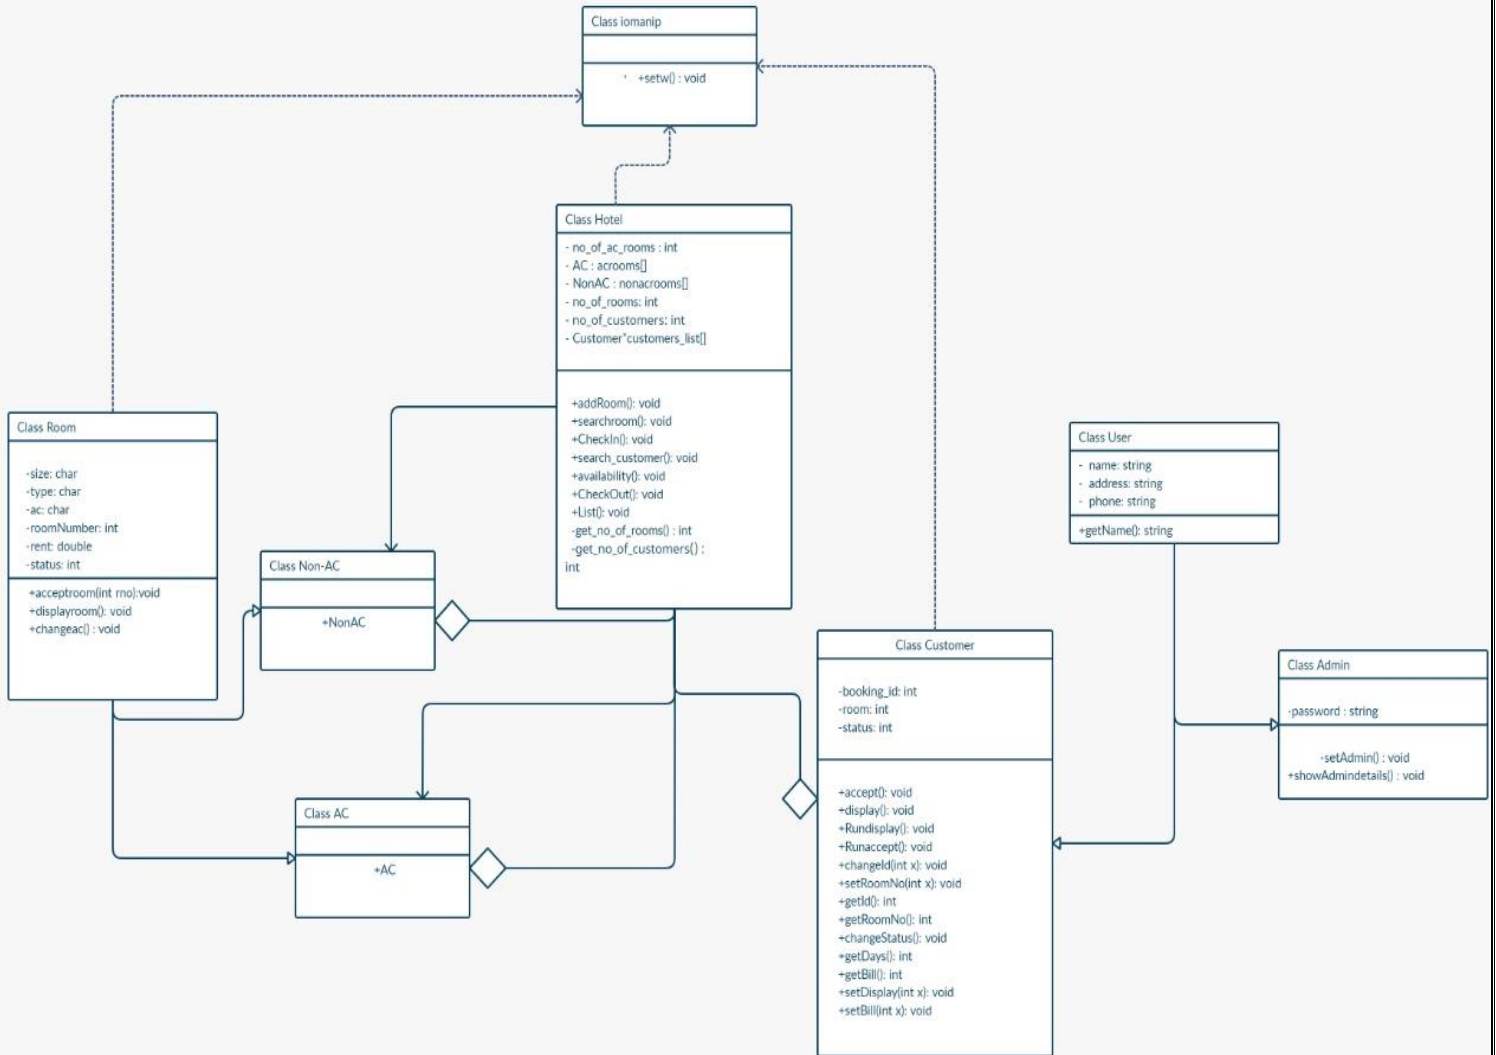 Class iomanip
+setw() : void
Class Hotel
- no_of_ac_rooms : int
- AC : acrooms[]
- NonAC : nonacrooms[]
- no_of_rooms: int
- no_of_customers: int
- Customer*customers_list[]
+addRoom(): void
+searchroom(): void
+CheckIn(): void
+search_customer(): void
+availability(): void
+CheckOut(): void
+List(): void
-get_no_of_rooms() : int
-get_no_of_customers() :
int
Class Room
-size: char
-type: char
-ac: char
-roomNumber: int
-rent: double
-status: int
+acceptroom(int rno):void
+displayroom(): void
+changeac() : void
Class Non-AC
+NonAC
Class AC
+AC
Class User
- name: string
- address: string
- phone: string
+getName(): string
Class Customer
-booking_id: int
-room: int
-status: int
+accept(): void
+display(): void
+Rundisplay(): void
+Runaccept(): void
+changeId(int x): void
+setRoomNo(int x): void
+getId(): int
+getRoomNo(): int
+changeStatus(): void
+getDays(): int
+getBill(): int
+setDisplay(int x): void
+setBill(int x): void
Class Admin
-password : string
-setAdmin() : void
+showAdmindetails() : void